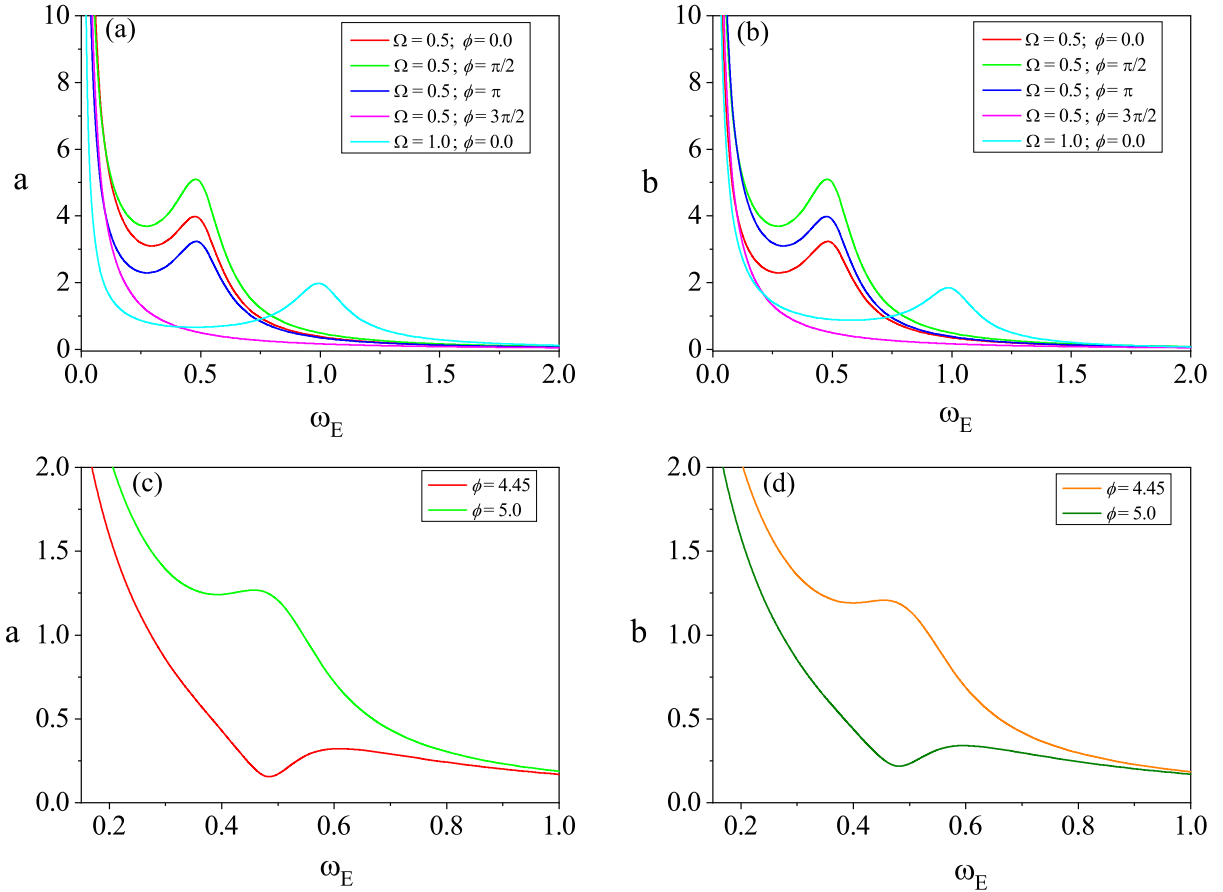 (a)
Ω = 0.5; ϕ = 0.0
Ω = 0.5; ϕ = π/2
Ω = 0.5; ϕ = π
Ω = 0.5; ϕ = 3π/2
Ω = 1.0; ϕ = 0.0
10
8
6
4
2
0
a
0.0 0.5 1.0 1.5 2.0
ω_E
(b)
Ω = 0.5; ϕ = 0.0
Ω = 0.5; ϕ = π/2
Ω = 0.5; ϕ = π
Ω = 0.5; ϕ = 3π/2
Ω = 1.0; ϕ = 0.0
10
8
6
4
2
0
b
0.0 0.5 1.0 1.5 2.0
ω_E
(c)
ϕ = 4.45
ϕ = 5.0
2.0
1.5
1.0
0.5
0.0
a
0.2 0.4 0.6 0.8 1.0
ω_E
(d)
ϕ = 4.45
ϕ = 5.0
2.0
1.5
1.0
0.5
0.0
b
0.2 0.4 0.6 0.8 1.0
ω_E